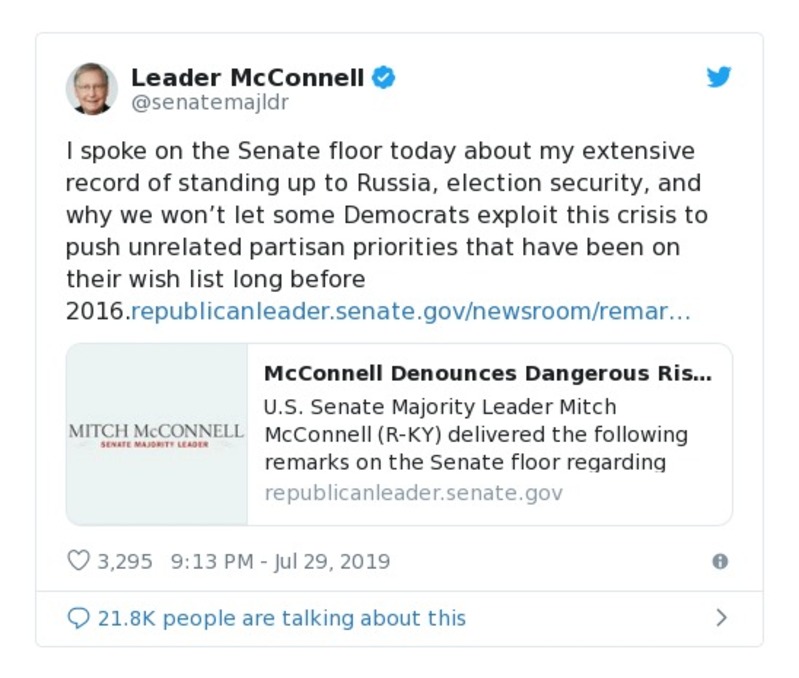 Leader McConnell
@senatemajldr
I spoke on the Senate floor today about my extensive
record of standing up to Russia, election security, and
why we won’t let some Democrats exploit this crisis to
push unrelated partisan priorities that have been on
their wish list long before
2016.republicanleader.senate.gov/newsroom/remar…
MITCH McCONNELL
SENATE MAJORITY LEADER
McConnell Denounces Dangerous Ris…
U.S. Senate Majority Leader Mitch
McConnell (R-KY) delivered the following
remarks on the Senate floor regarding
republicanleader.senate.gov
3,295 9:13 PM - Jul 29, 2019
21.8K people are talking about this